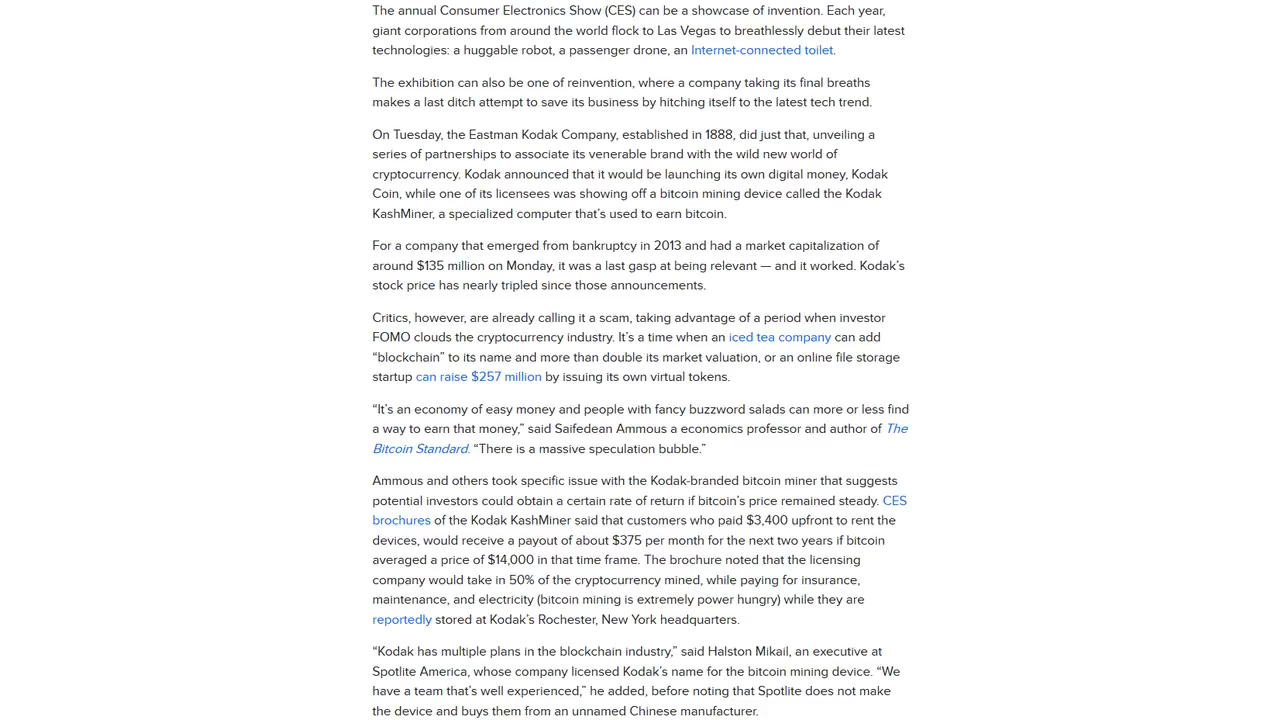 The annual Consumer Electronics Show (CES) can be a showcase of invention. Each year,
giant corporations from around the world flock to Las Vegas to breathlessly debut their latest
technologies: a huggable robot, a passenger drone, an Internet-connected toilet.
The exhibition can also be one of reinvention, where a company taking its final breaths
makes a last ditch attempt to save its business by hitching itself to the latest tech trend.
On Tuesday, the Eastman Kodak Company, established in 1888, did just that, unveiling a
series of partnerships to associate its venerable brand with the wild new world of
cryptocurrency. Kodak announced that it would be launching its own digital money, Kodak
Coin, while one of its licensees was showing off a bitcoin mining device called the Kodak
KashMiner, a specialized computer that’s used to earn bitcoin.
For a company that emerged from bankruptcy in 2013 and had a market capitalization of
around $135 million on Monday, it was a last gasp at being relevant — and it worked. Kodak’s
stock price has nearly tripled since those announcements.
Critics, however, are already calling it a scam, taking advantage of a period when investor
FOMO clouds the cryptocurrency industry. It’s a time when an iced tea company can add
“blockchain” to its name and more than double its market valuation, or an online file storage
startup can raise $257 million by issuing its own virtual tokens.
“It’s an economy of easy money and people with fancy buzzword salads can more or less find
a way to earn that money,” said Saifedean Ammous a economics professor and author of The
Bitcoin Standard. “There is a massive speculation bubble.”
Ammous and others took specific issue with the Kodak-branded bitcoin miner that suggests
potential investors could obtain a certain rate of return if bitcoin’s price remained steady. CES
brochures of the Kodak KashMiner said that customers who paid $3,400 upfront to rent the
devices, would receive a payout of about $375 per month for the next two years if bitcoin
averaged a price of $14,000 in that time frame. The brochure noted that the licensing
company would take in 50% of the cryptocurrency mined, while paying for insurance,
maintenance, and electricity (bitcoin mining is extremely power hungry) while they are
reportedly stored at Kodak’s Rochester, New York headquarters.
“Kodak has multiple plans in the blockchain industry,” said Halston Mikail, an executive at
Spotlite America, whose company licensed Kodak’s name for the bitcoin mining device. “We
have a team that’s well experienced,” he added, before noting that Spotlite does not make
the device and buys them from an unnamed Chinese manufacturer.